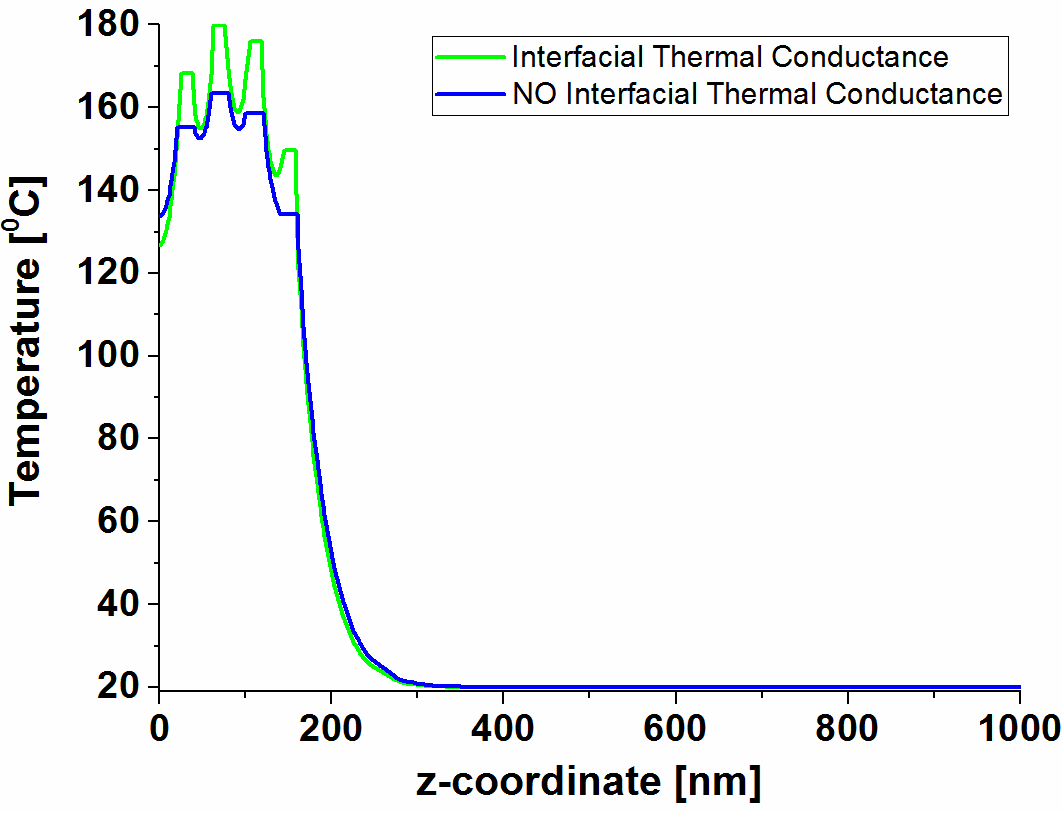 180
160
140
120
100
80
60
40
20
Temperature [⁰C]
Interfacial Thermal Conductance
NO Interfacial Thermal Conductance
0 200 400 600 800 1000
z-coordinate [nm]